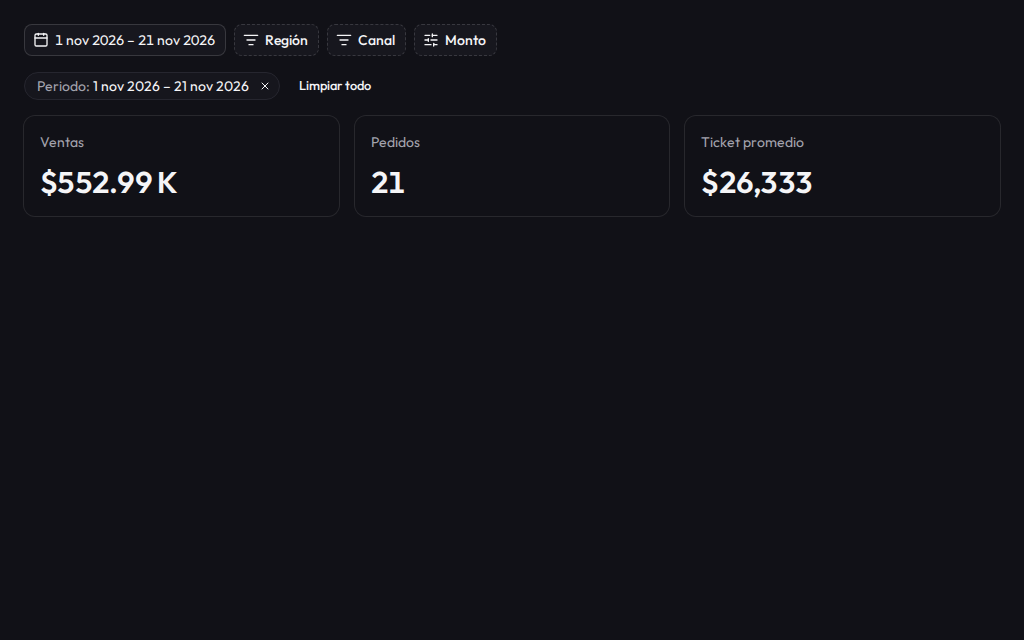 1 nov 2026 – 21 nov 2026 Región Canal Monto
Periodo: 1 nov 2026 – 21 nov 2026 Limpiar todo
Ventas Pedidos Ticket promedio
$552.99 K 21 $26,333